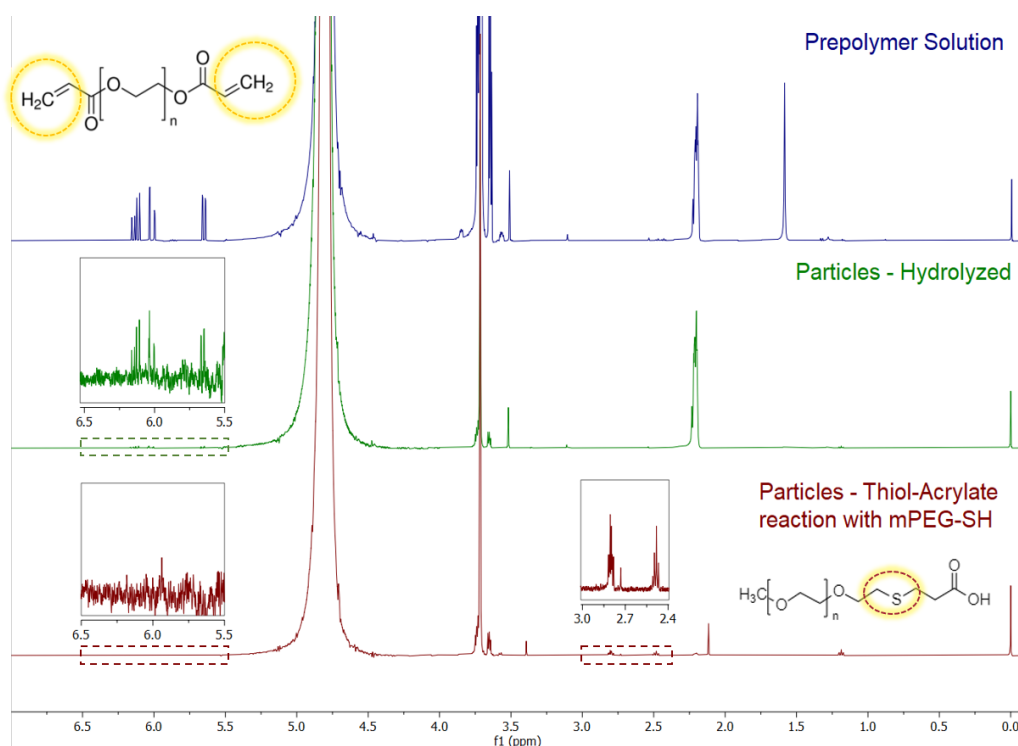 Prepolymer Solution
H₂C
O
O
O
O
n
CH₂
Particles - Hydrolyzed
6.5 6.0 5.5
Particles - Thiol-Acrylate
reaction with mPEG-SH
6.5 6.0 5.5
3.0 2.7 2.4
H₃C
O
n
O
S
O
OH
6.5 6.0 5.5 5.0 4.5 4.0 3.5 3.0 2.5 2.0 1.5 1.0 0.5 0.0
f1 (ppm)